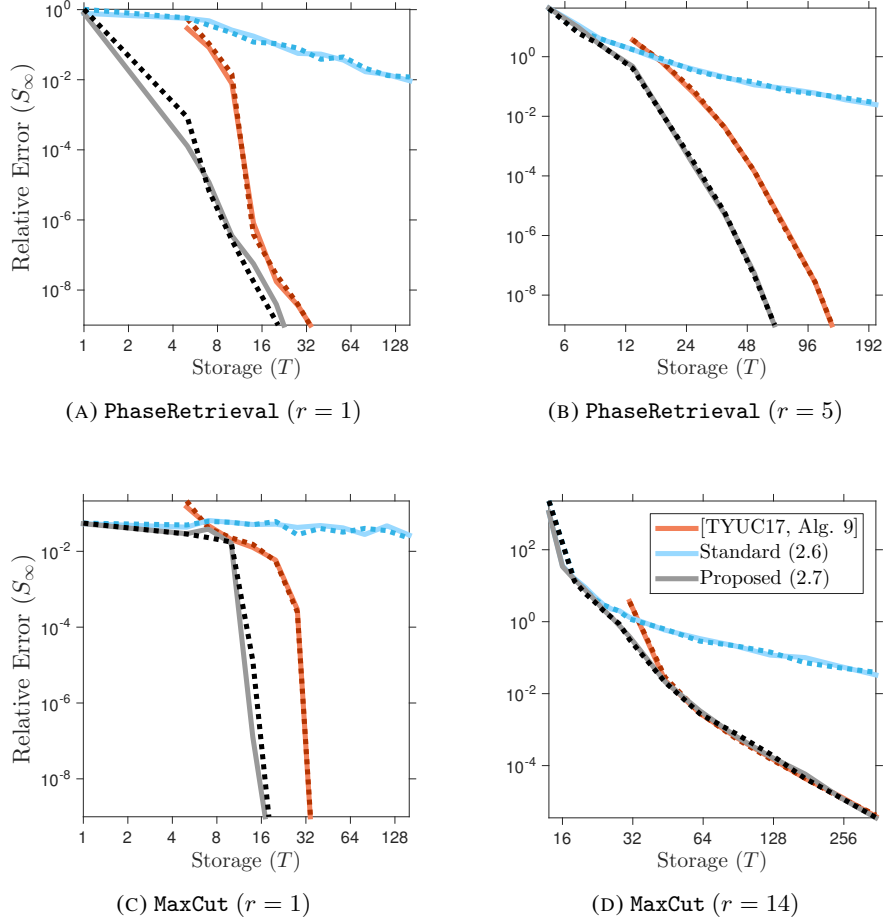 10^0
10^-2
10^-4
10^-6
10^-8
Relative Error (S∞)
1 2 4 8 16 32 64 128
Storage (T)
(A) PhaseRetrieval (r = 1)
10^0
10^-2
10^-4
10^-6
10^-8
6 12 24 48 96 192
Storage (T)
(B) PhaseRetrieval (r = 5)
10^-2
10^-4
10^-6
10^-8
Relative Error (S∞)
1 2 4 8 16 32 64 128
Storage (T)
(C) MaxCut (r = 1)
10^2
10^0
10^-2
10^-4
[TYUC17, Alg. 9]
Standard (2.6)
Proposed (2.7)
16 32 64 128 256
Storage (T)
(D) MaxCut (r = 14)